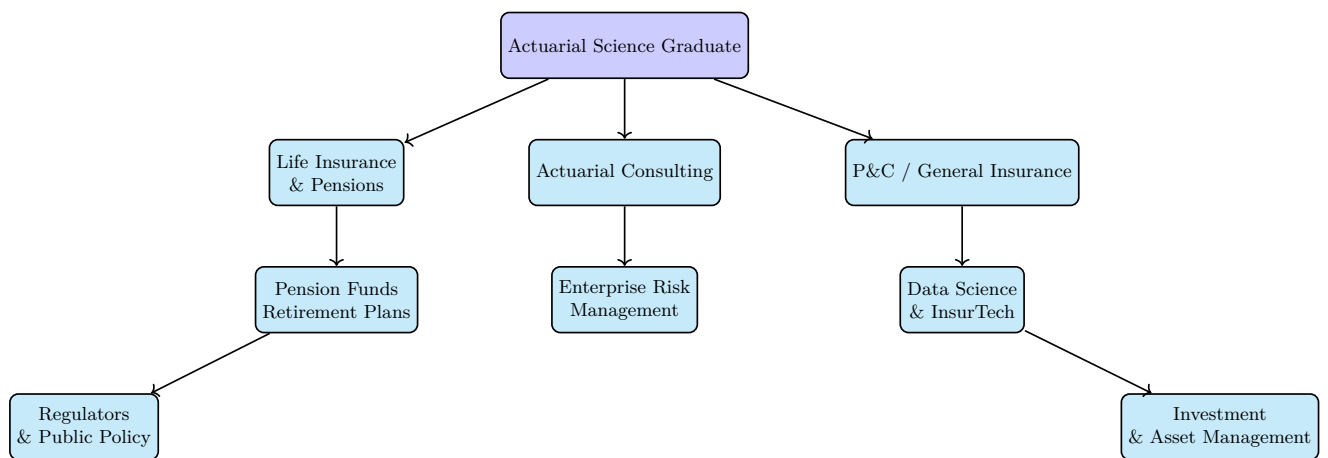 Actuarial Science Graduate
Life Insurance
& Pensions
Actuarial Consulting
P&C / General Insurance
Pension Funds
Retirement Plans
Enterprise Risk
Management
Data Science
& InsurTech
Regulators
& Public Policy
Investment
& Asset Management